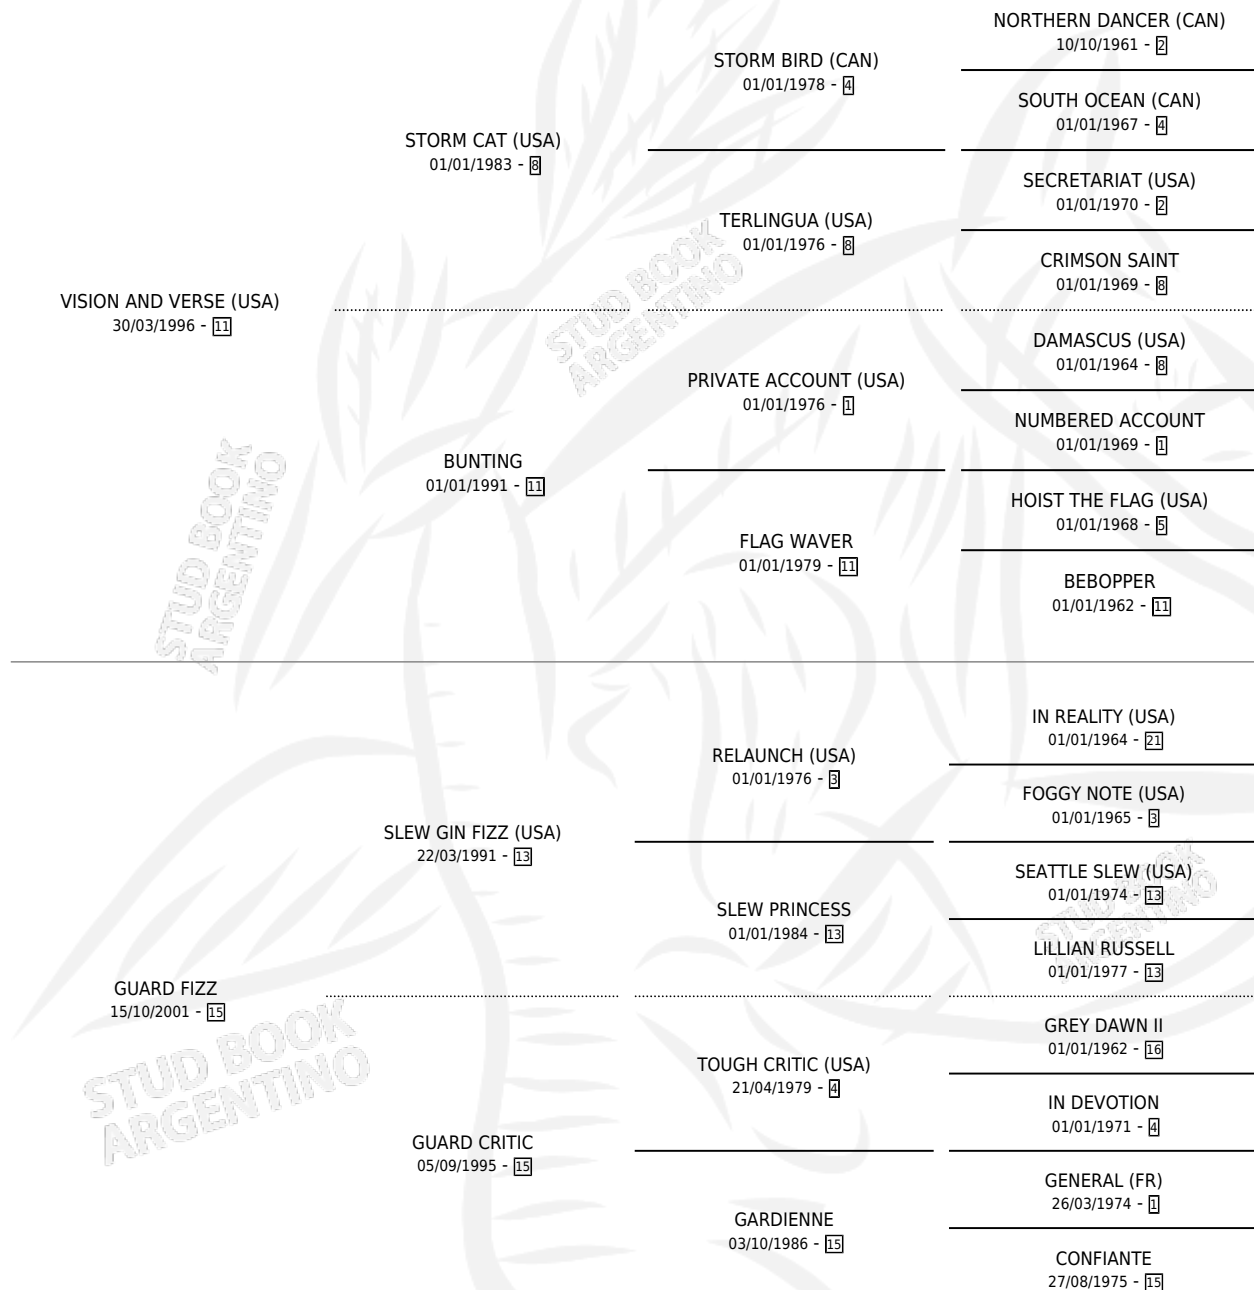 NORTHERN DANCER (CAN)
10/10/1961 - 2
STORM BIRD (CAN)
01/01/1978 - 4
SOUTH OCEAN (CAN)
01/01/1967 - 4
STORM CAT (USA)
01/01/1983 - 8
SECRETARIAT (USA)
01/01/1970 - 2
TERLINGUA (USA)
01/01/1976 - 8
CRIMSON SAINT
01/01/1969 - 8
VISION AND VERSE (USA)
30/03/1996 - 11
STUD BOOK
ARGENTINO
DAMASCUS (USA)
01/01/1964 - 8
PRIVATE ACCOUNT (USA)
01/01/1976 - 1
NUMBERED ACCOUNT
01/01/1969 - 1
BUNTING
01/01/1991 - 11
HOIST THE FLAG (USA)
01/01/1968 - 5
FLAG WAVER
01/01/1979 - 11
BEBOPPER
01/01/1962 - 11
STUD BOOK
ARGENTINO
IN REALITY (USA)
01/01/1964 - 21
RELAUNCH (USA)
01/01/1976 - 3
FOGGY NOTE (USA)
01/01/1965 - 3
SLEW GIN FIZZ (USA)
22/03/1991 - 13
SEATTLE SLEW (USA)
01/01/1974 - 13
STUD BOOK
ARGENTINO
SLEW PRINCESS
01/01/1984 - 13
LILLIAN RUSSELL
01/01/1977 - 13
GUARD FIZZ
15/10/2001 - 15
STUD BOOK
ARGENTINO
GREY DAWN II
01/01/1962 - 16
TOUGH CRITIC (USA)
21/04/1979 - 4
IN DEVOTION
01/01/1971 - 4
GUARD CRITIC
05/09/1995 - 15
GENERAL (FR)
26/03/1974 - 1
GARDIENNE
03/10/1986 - 15
CONFIANTE
27/08/1975 - 15